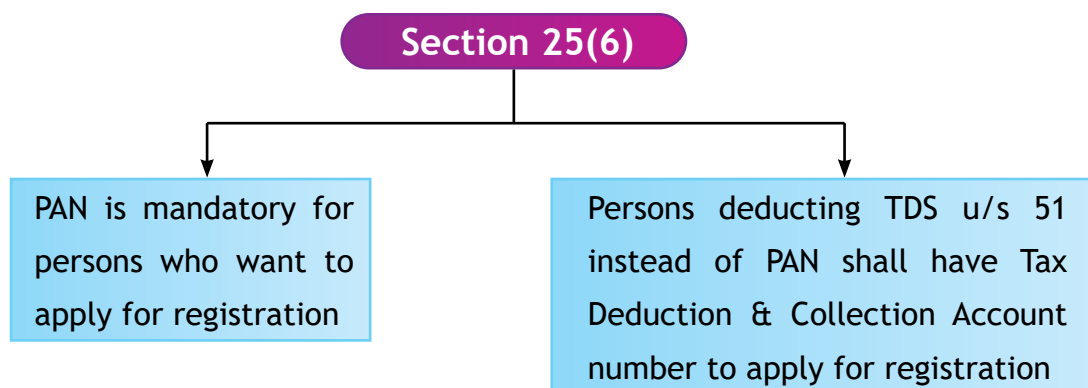 Section 25(6)
PAN is mandatory for
persons who want to
apply for registration
Persons deducting TDS u/s 51
instead of PAN shall have Tax
Deduction & Collection Account
number to apply for registration